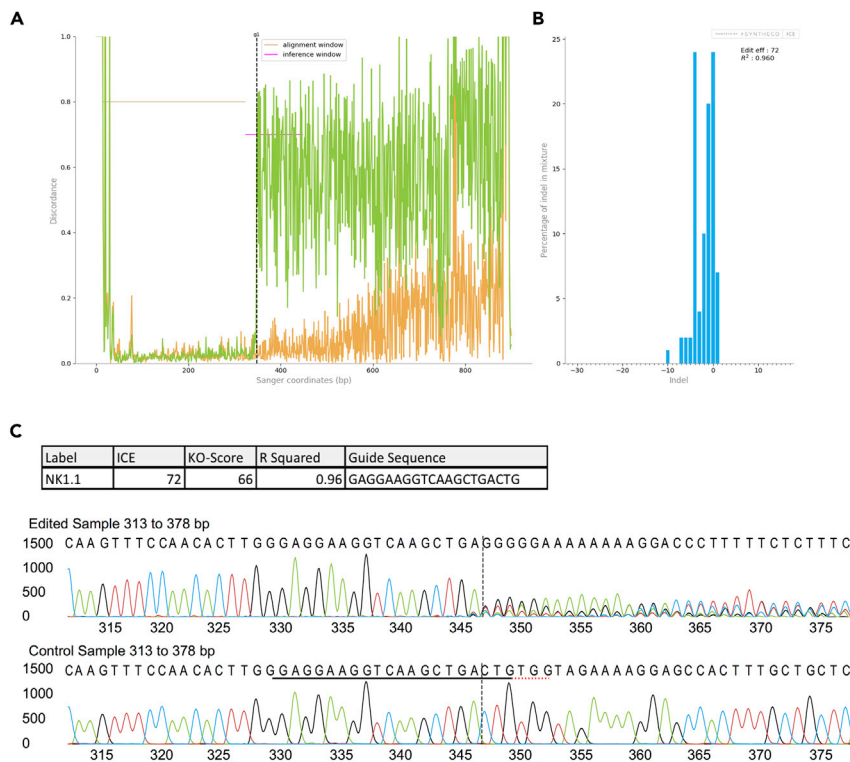 A
B
g1
alignment window
inference window
1.0
0.8
0.6
0.4
0.2
0.0
Discordance
0
200
400
600
800
Sanger coordinates (bp)
SYNTHEGO ICE
Edit eff : 72
R² : 0.960
25
20
15
10
5
0
Percentage of indel in mixture
−30
−20
−10
0
10
Indel
C
Label ICE KO-Score R Squared Guide Sequence
NK1.1 72 66 0.96 GAGGAAGGTCAAGCTGACTG
Edited Sample 313 to 378 bp
1500 CAAGTTTCCAACACTTGGGAGGAAGGTCAAGCTGAGGGGGAAAAAAAAGGACCCTTTTTCTCTTTC
1000
500
0
315 320 325 330 335 340 345 350 355 360 365 370 375
Control Sample 313 to 378 bp
1500 CAAGTTTCCAACACTTGGGAGGAAGGTCAAGCTGACTGTGGTAGAAAAGGAGCCACTTTGCTGCTC
1000
500
0
315 320 325 330 335 340 345 350 355 360 365 370 375